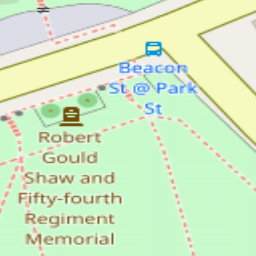 Beacon
St @ Park
St
Robert
Gould
Shaw and
Fifty-fourth
Regiment
Memorial